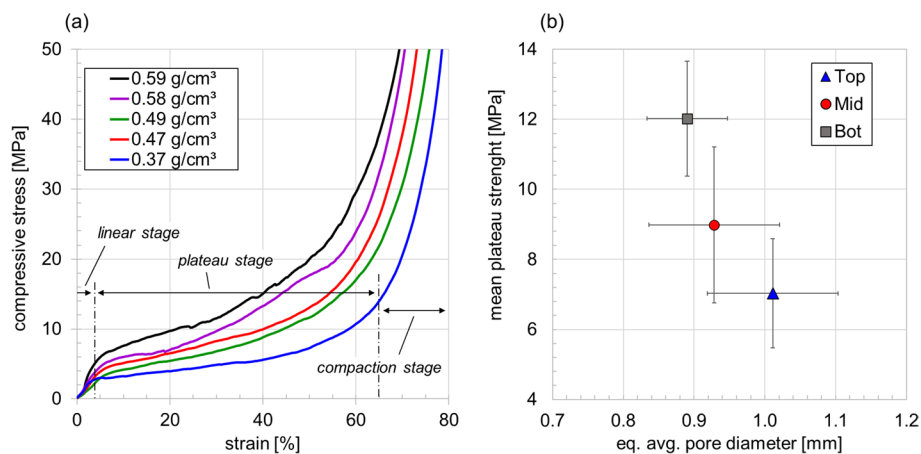 (a)
50
40
30
20
10
0
compressive stress [MPa]
0.59 g/cm³
0.58 g/cm³
0.49 g/cm³
0.47 g/cm³
0.37 g/cm³
linear stage
plateau stage
compaction stage
0
20
40
60
80
strain [%]
(b)
14
12
10
8
6
4
mean plateau strenght [MPa]
Top
Mid
Bot
0.7
0.8
0.9
1.0
1.1
1.2
eq. avg. pore diameter [mm]